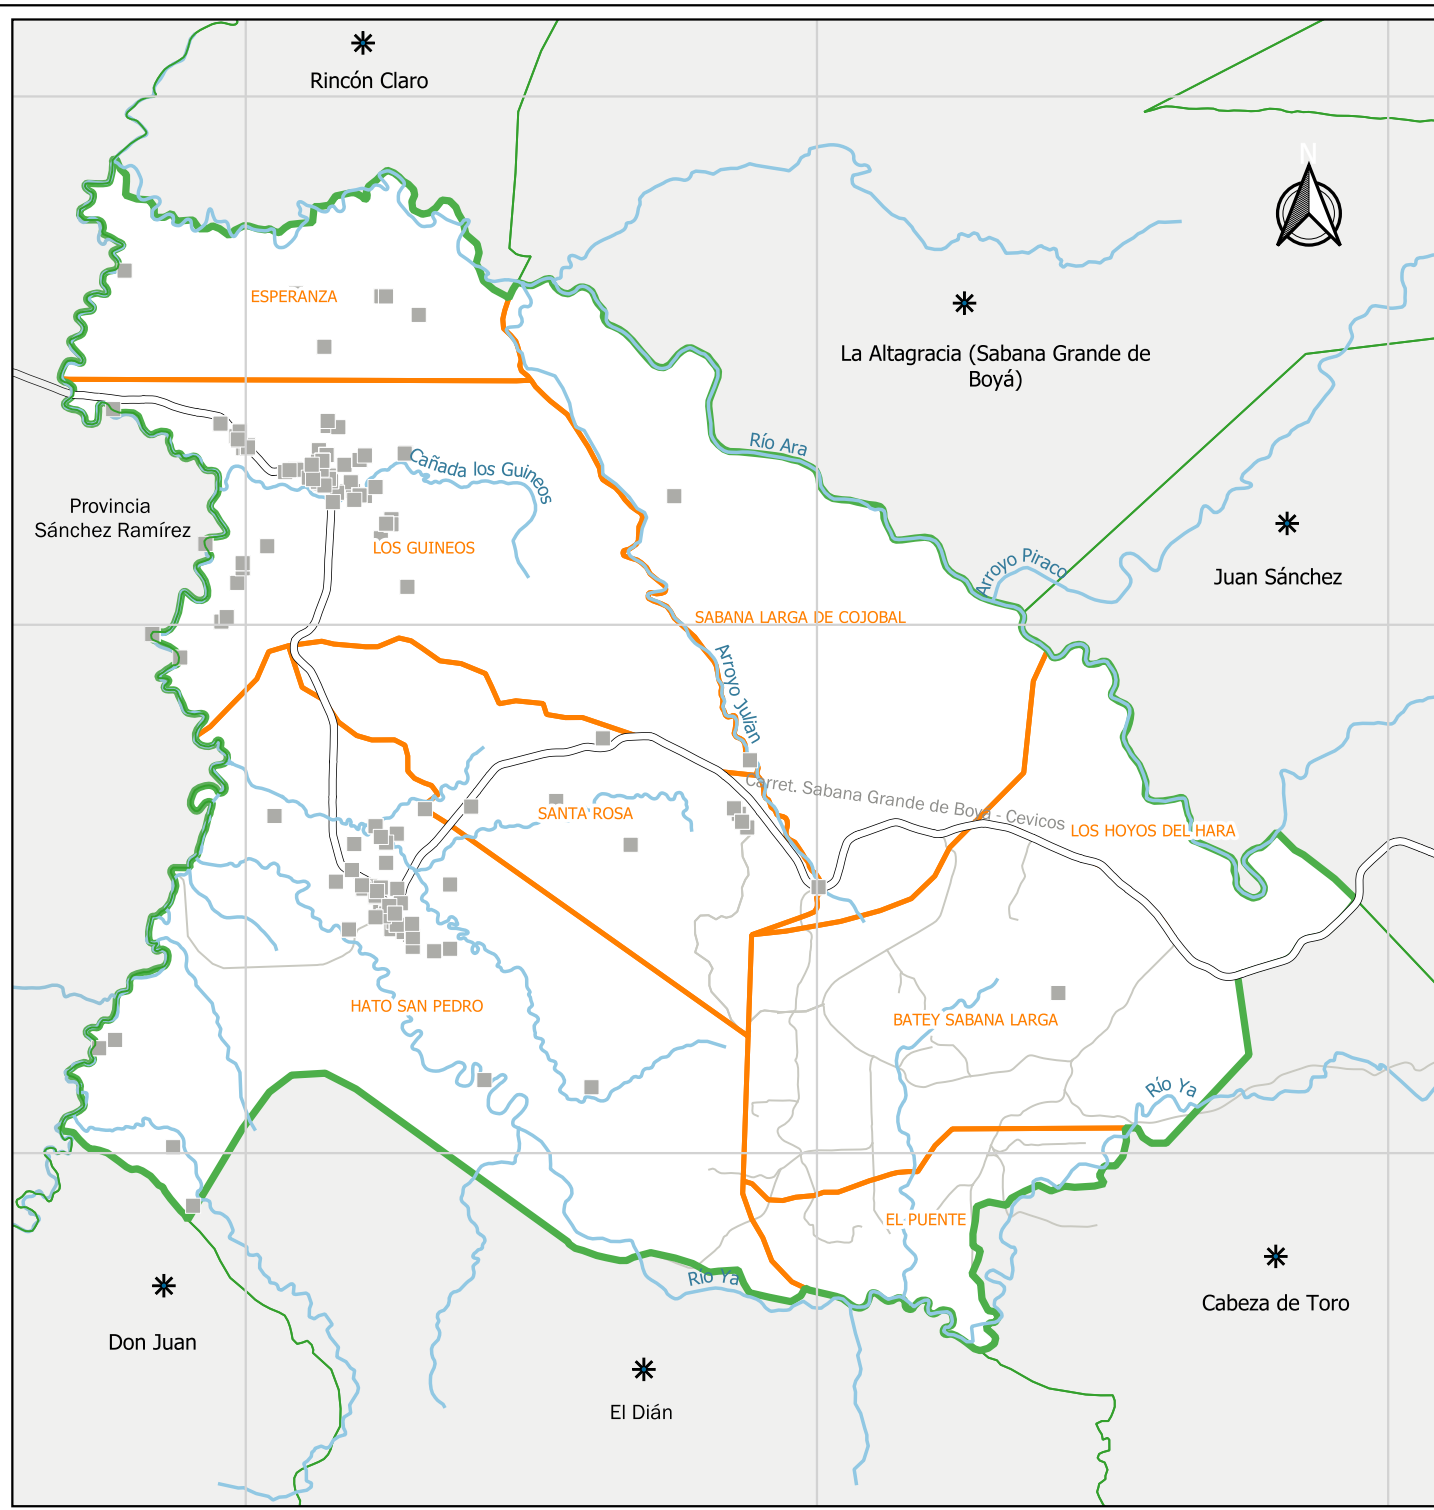 Rincón Claro
N
ESPERANZA
La Altagracia (Sabana Grande de
Boyá)
Río Ara
Cañada los Guineos
Provincia
Sánchez Ramírez
LOS GUINEOS
Arroyo Piraco
Juan Sánchez
SABANA LARGA DE COJOBAL
Arroyo Julian
Carret. Sabana Grande de Boyá - Cevicos
SANTA ROSA
LOS HOYOS DEL HARA
HATO SAN PEDRO
BATEY SABANA LARGA
Río Ya
EL PUENTE
Río Ya
Cabeza de Toro
Don Juan
El Dián